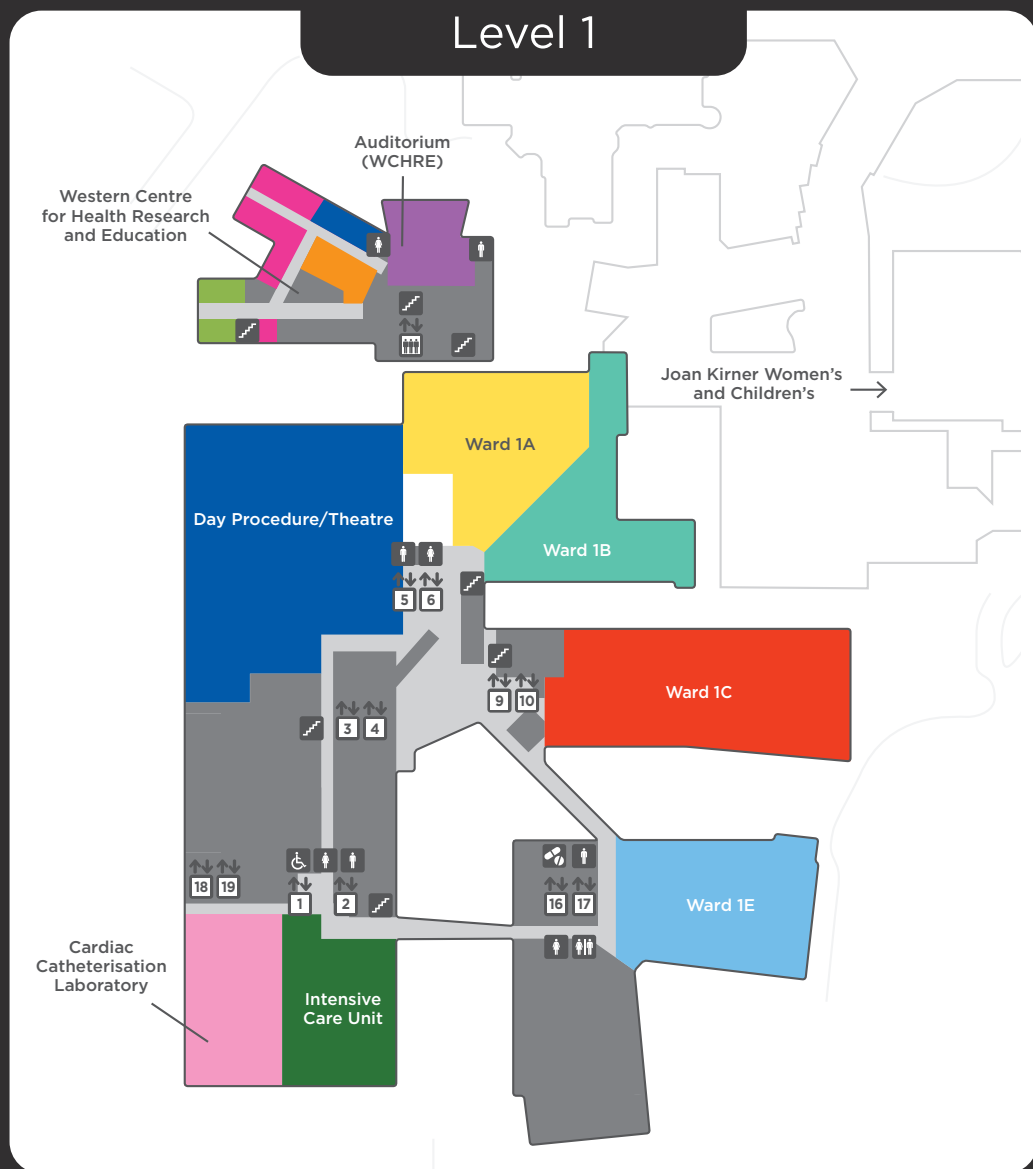 Level 1
Auditorium
(WCHRE)
Western Centre
for Health Research
and Education
Joan Kirner Women’s
and Children’s
Ward 1A
Day Procedure/Theatre
Ward 1B
5
6
Ward 1C
9
10
3
4
18
19
1
2
16
17
Ward 1E
Cardiac
Catheterisation
Laboratory
Intensive
Care Unit